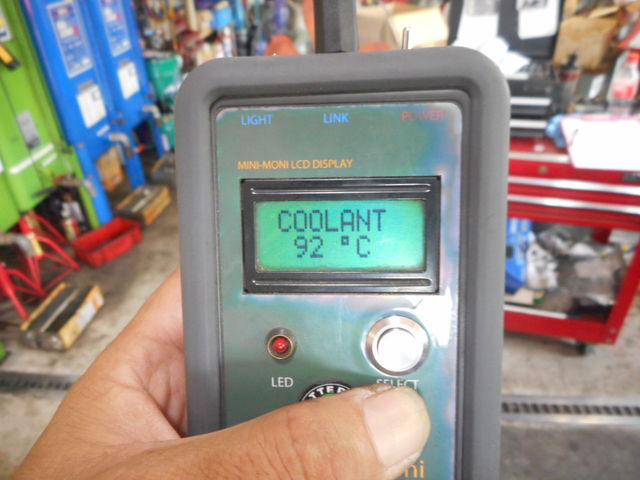 LIGHT LINK POWER
MINI-MONI LCD DISPLAY
COOLANT
92 °C
LED SELECT